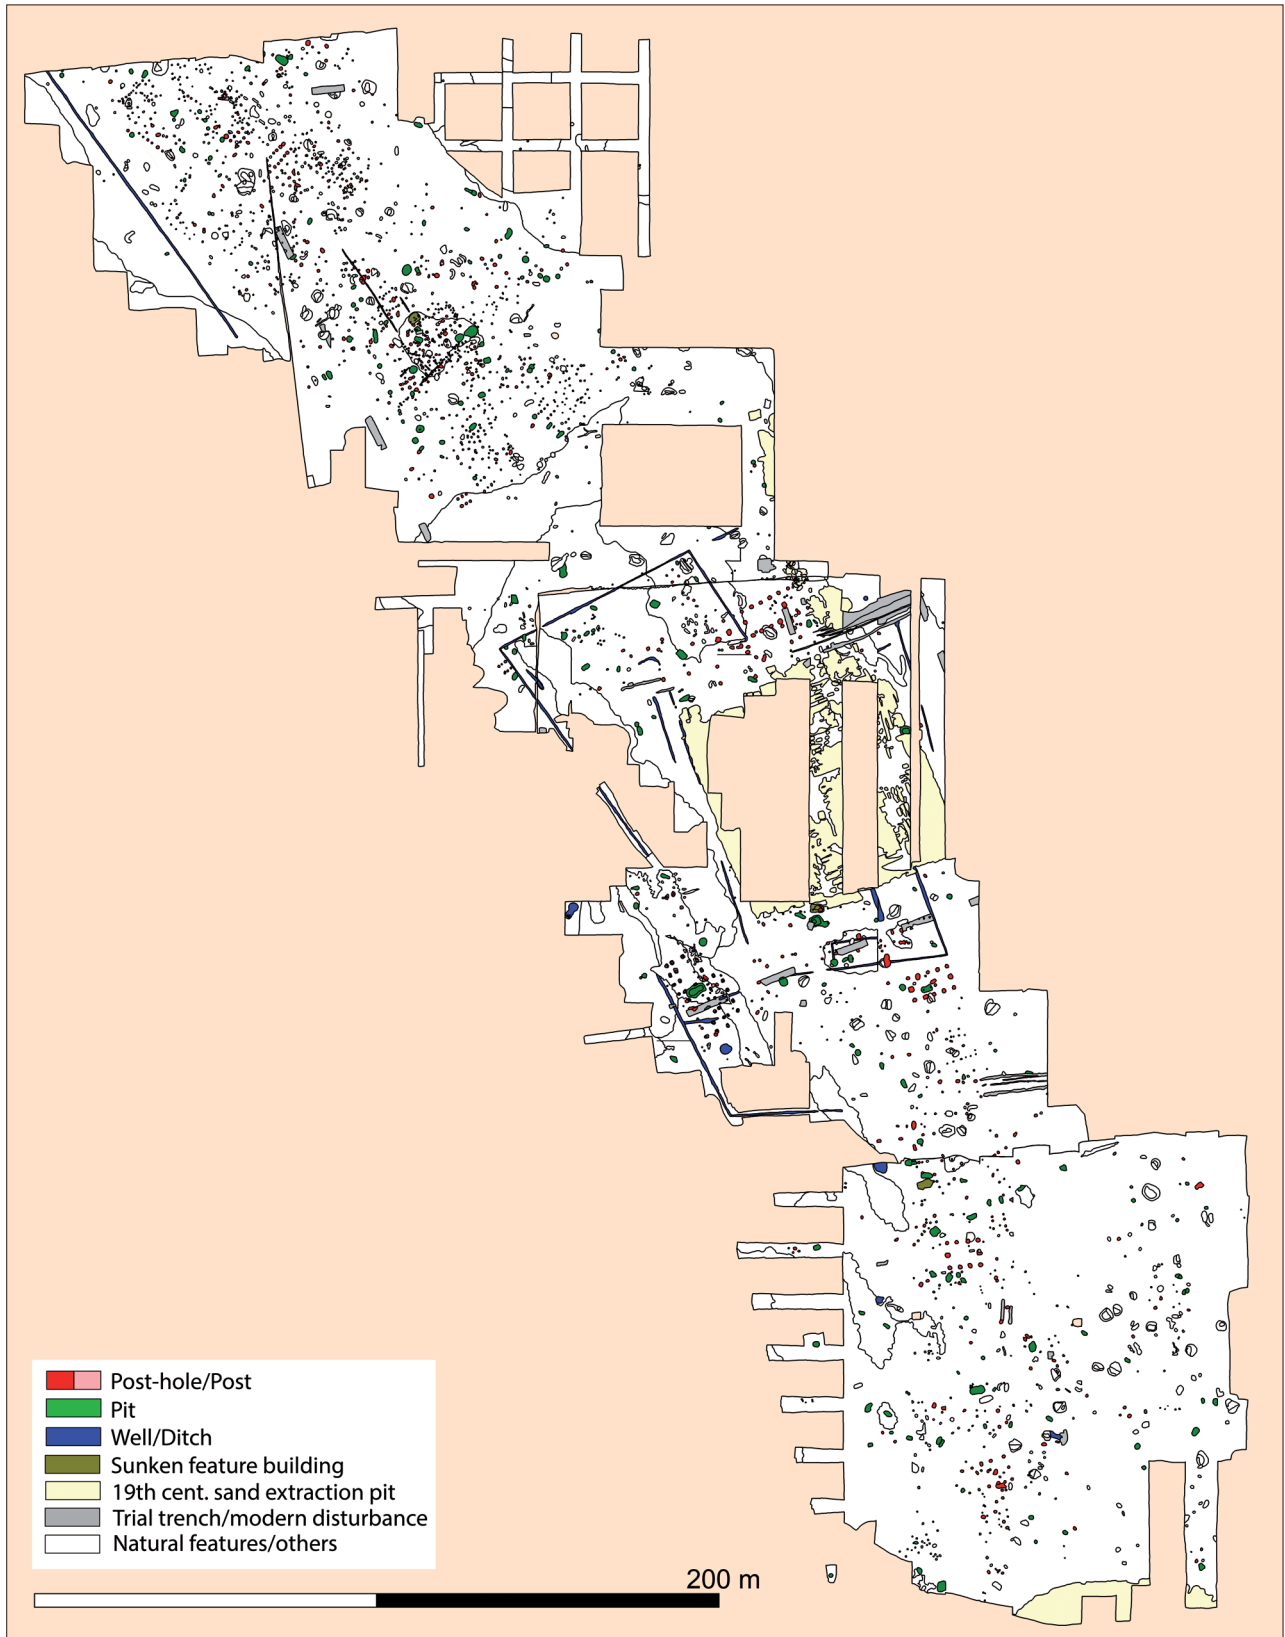 Post-hole/Post
Pit
Well/Ditch
Sunken feature building
19th cent. sand extraction pit
Trial trench/modern disturbance
Natural features/others
200 m